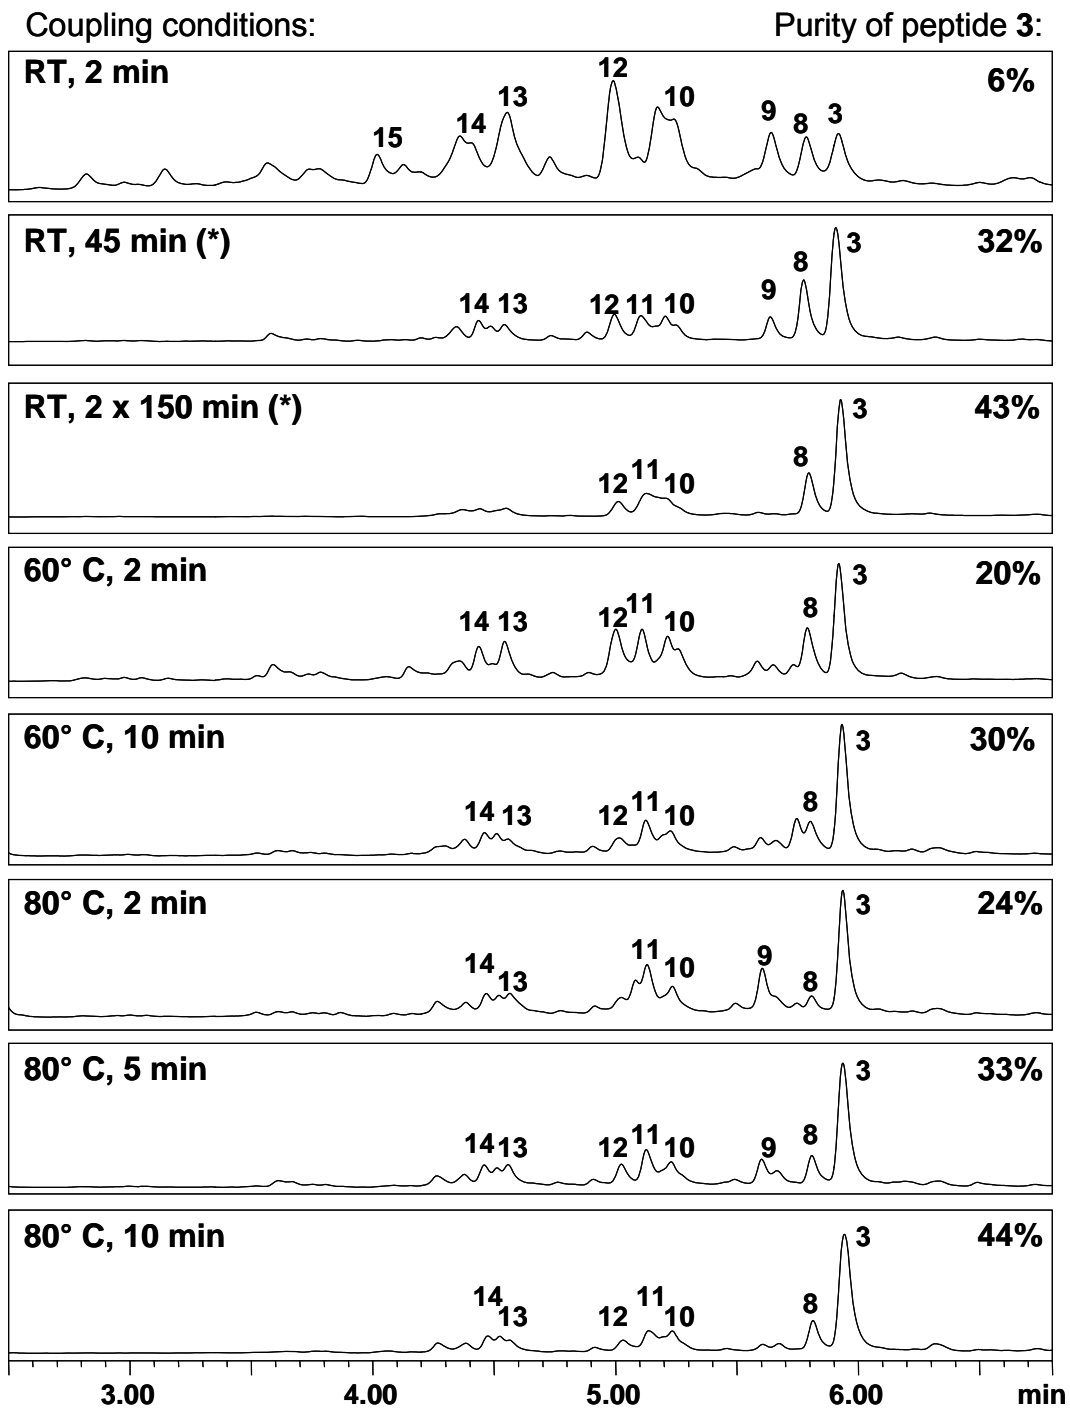 Coupling conditions: Purity of peptide 3:
RT, 2 min 6%
15 14 13 12 10 9 8 3
RT, 45 min (*) 32%
14 13 12 11 10 9 8 3
RT, 2 x 150 min (*) 43%
12 11 10 8 3
60° C, 2 min 20%
14 13 12 11 10 8 3
60° C, 10 min 30%
14 13 12 11 10 8 3
80° C, 2 min 24%
14 13 11 10 9 8 3
80° C, 5 min 33%
14 13 12 11 10 9 8 3
80° C, 10 min 44%
14 13 12 11 10 8 3
3.00 4.00 5.00 6.00 min